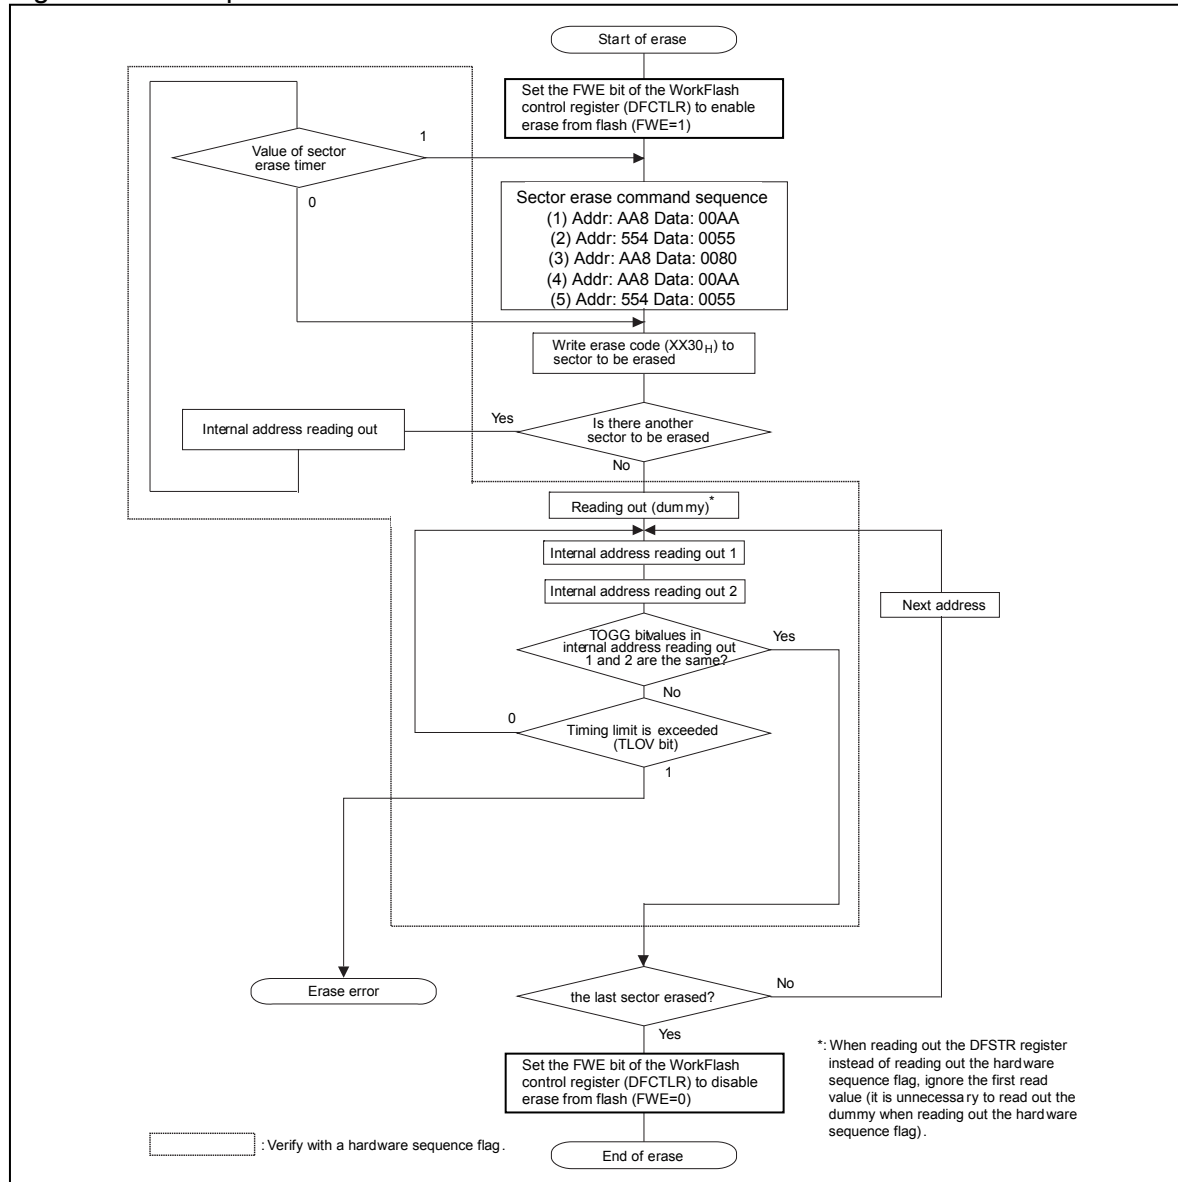 Start of erase
Set the FWE bit of the WorkFlash
control register (DFCTLR) to enable
erase from flash (FWE=1)
1
Value of sector
erase timer
0
Sector erase command sequence
(1) Addr: AA8 Data: 00AA
(2) Addr: 554 Data: 0055
(3) Addr: AA8 Data: 0080
(4) Addr: AA8 Data: 00AA
(5) Addr: 554 Data: 0055
Write erase code (XX30H) to
sector to be erased
Yes
Internal address reading out
Is there another
sector to be erased
No
Reading out (dummy)*
Internal address reading out 1
Internal address reading out 2
Next address
TOGG bit values in
internal address reading out
1 and 2 are the same?
Yes
No
0
Timing limit is exceeded
(TLOV bit)
1
Erase error
the last sector erased?
No
Yes
Set the FWE bit of the WorkFlash
control register (DFCTLR) to disable
erase from flash (FWE=0)
*: When reading out the DFSTR register
instead of reading out the hardware
sequence flag, ignore the first read
value (it is unnecessary to read out the
dummy when reading out the hardware
sequence flag).
: Verify with a hardware sequence flag.
End of erase